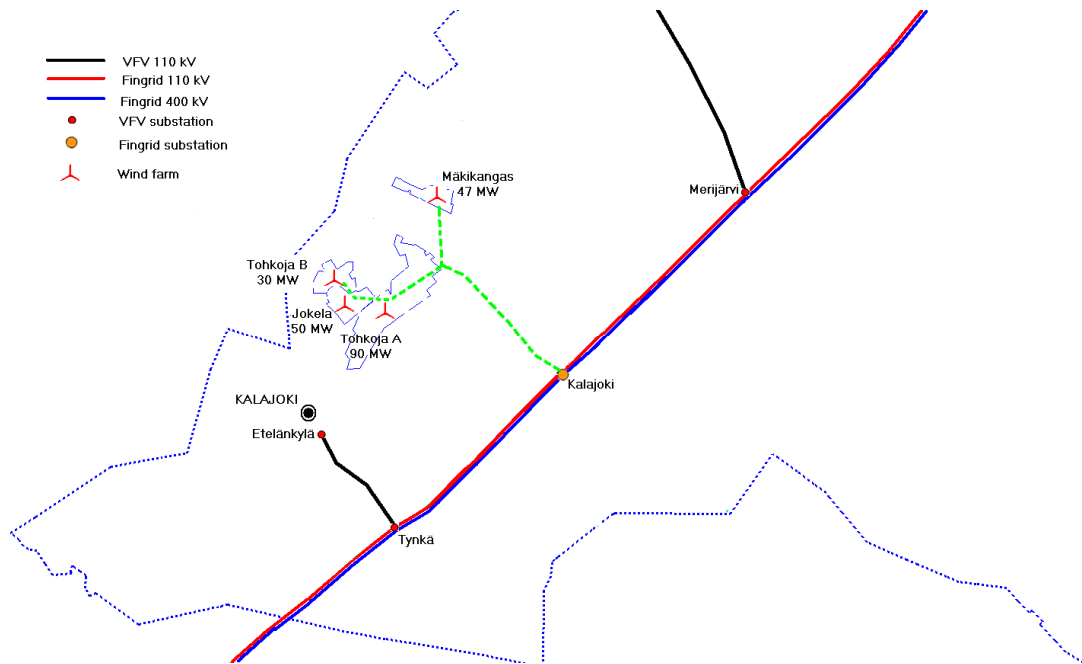 VFV 110 kV
Fingrid 110 kV
Fingrid 400 kV
VFV substation
Fingrid substation
Wind farm
Mäkikangas
47 MW
Merijärvi
Tohkoja B
30 MW
Jokela
50 MW
Tohkoja A
90 MW
Kalajoki
KALAJOKI
Etelänkylä
Tynkä